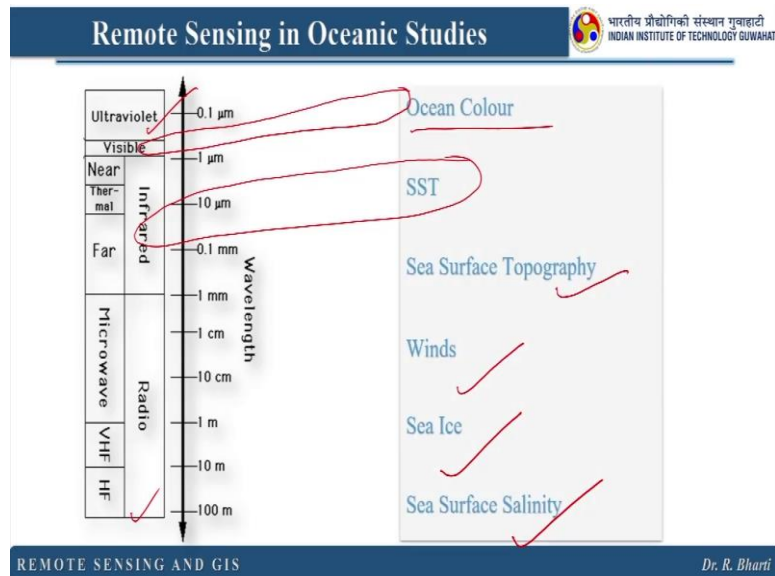 Remote Sensing in Oceanic Studies
भारतीय प्रौद्योगिकी संस्थान गुवाहाटी
INDIAN INSTITUTE OF TECHNOLOGY GUWAHAT
Ultraviolet
Visible
Near
Ther-
mal
Far
Infrared
Microwave
VHF
HF
Radio
0.1 µm
1 µm
10 µm
0.1 mm
1 mm
1 cm
10 cm
1 m
10 m
100 m
Wavelength
Ocean Colour
SST
Sea Surface Topography
Winds
Sea Ice
Sea Surface Salinity
REMOTE SENSING AND GIS
Dr. R. Bharti